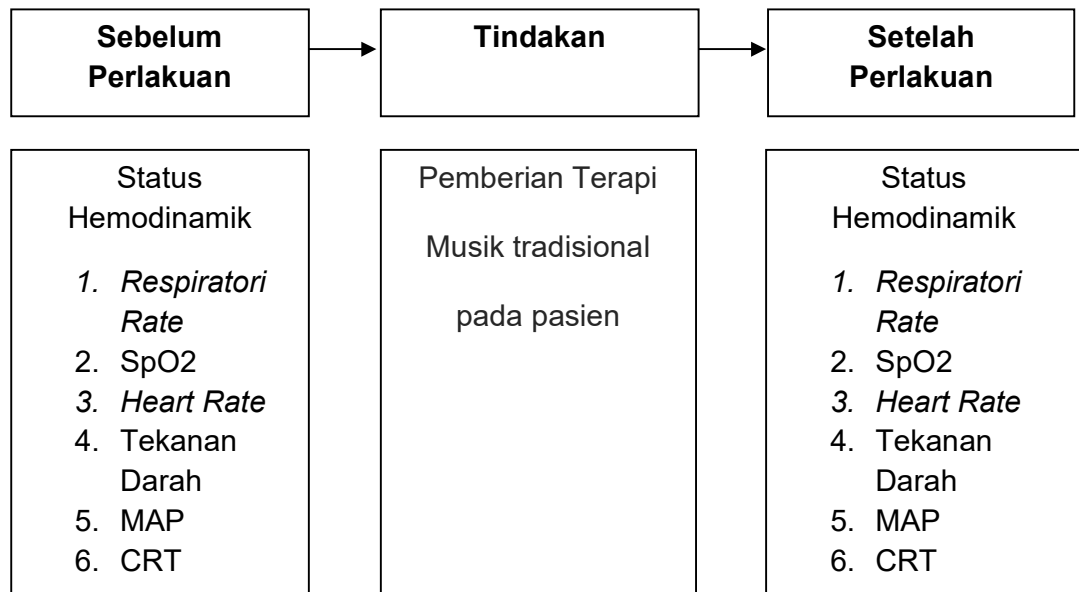 Sebelum
Perlakuan
Tindakan
Setelah
Perlakuan
Status
Hemodinamik
1. Respiratori
Rate
2. SpO2
3. Heart Rate
4. Tekanan
Darah
5. MAP
6. CRT
Pemberian Terapi
Musik tradisional
pada pasien
Status
Hemodinamik
1. Respiratori
Rate
2. SpO2
3. Heart Rate
4. Tekanan
Darah
5. MAP
6. CRT